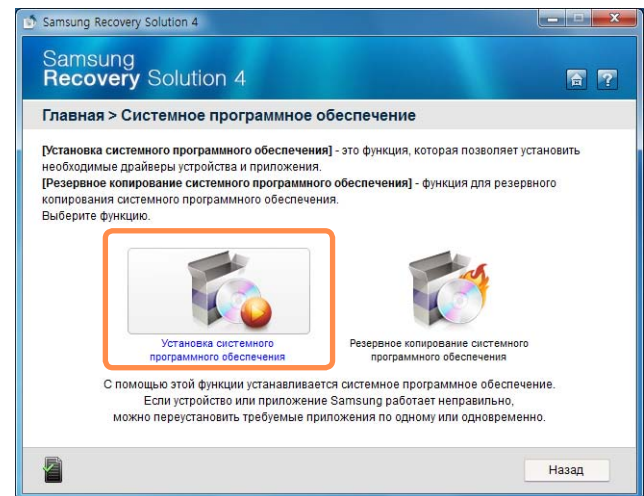 Samsung Recovery Solution 4
Samsung
Recovery Solution 4
Главная > Системное программное обеспечение
[Установка системного программного обеспечения] - это функция, которая позволяет установить
необходимые драйверы устройства и приложения.
[Резервное копирование системного программного обеспечения] - функция для резервного
копирования системного программного обеспечения.
Выберите функцию.
Установка системного
программного обеспечения
Резервное копирование системного
программного обеспечения
С помощью этой функции устанавливается системное программное обеспечение.
Если устройство или приложение Samsung работает неправильно,
можно переустановить требуемые приложения по одному или одновременно.
Назад